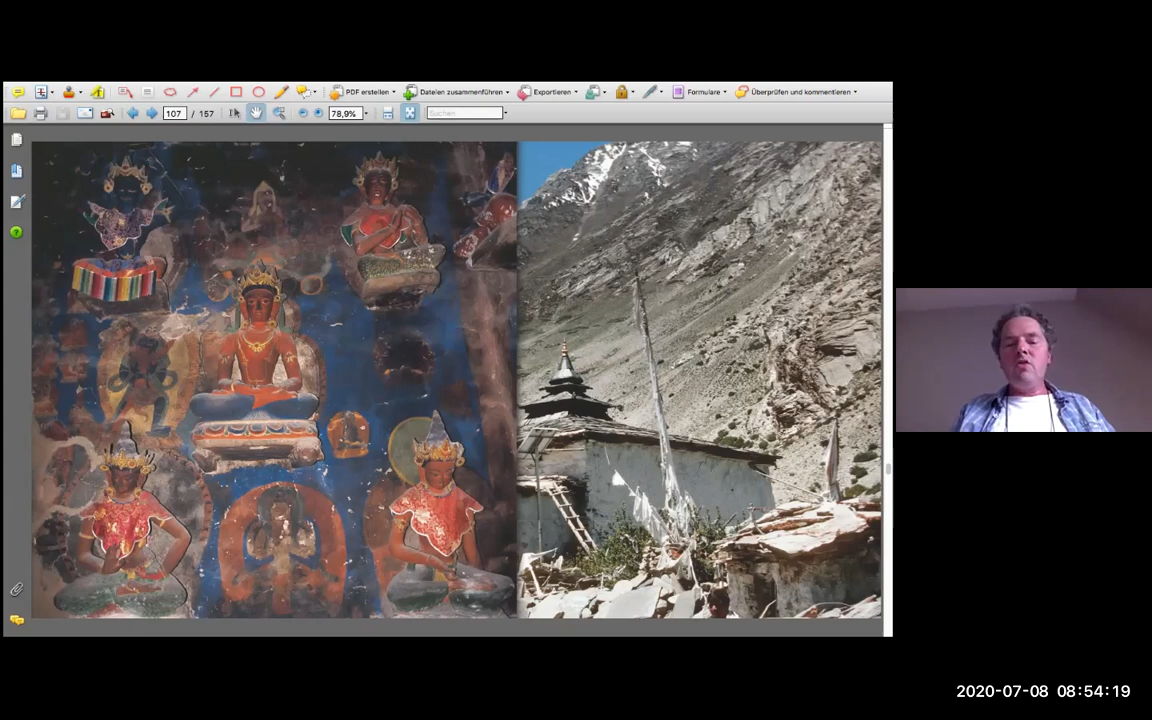 PDF erstellen Dateien zusammenführen Exportieren Formulare Überprüfen und kommentieren
107 / 157 78,9% Suchen
2020-07-08 08:54:19